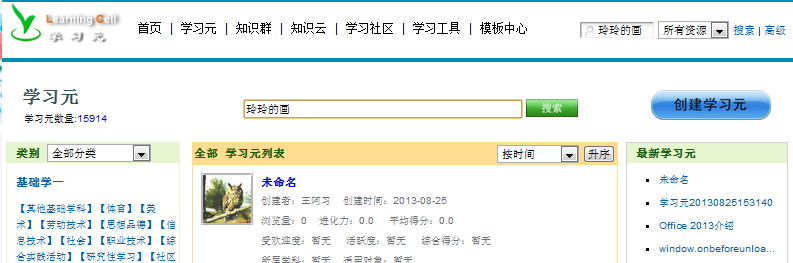 Learning Cell
学习元
首页 | 学习元 | 知识群 | 知识云 | 学习社区 | 学习工具 | 模板中心
玲玲的画 所有资源 搜索 | 高级
学习元
学习元数量:15914
玲玲的画 搜索
创建学习元
类别 全部分类
基础学一
【其他基础学科】【体育】【美
术】【劳动技术】【思想品德】【信
息技术】【社会】【职业技术】【综
合实践活动】【研究性学习】【社区
全部 学习元列表 按时间 升序
未命名
创建者：王阿习 创建时间：2013-08-25
浏览量：0 进化力：0.0 平均得分：0.0
受欢迎度：暂无 活跃度：暂无 综合得分：暂无
所属学科：暂无 适用对象：暂无
最新学习元
未命名
学习元20130825153140
Office 2013介绍
window.onbeforeunloa...